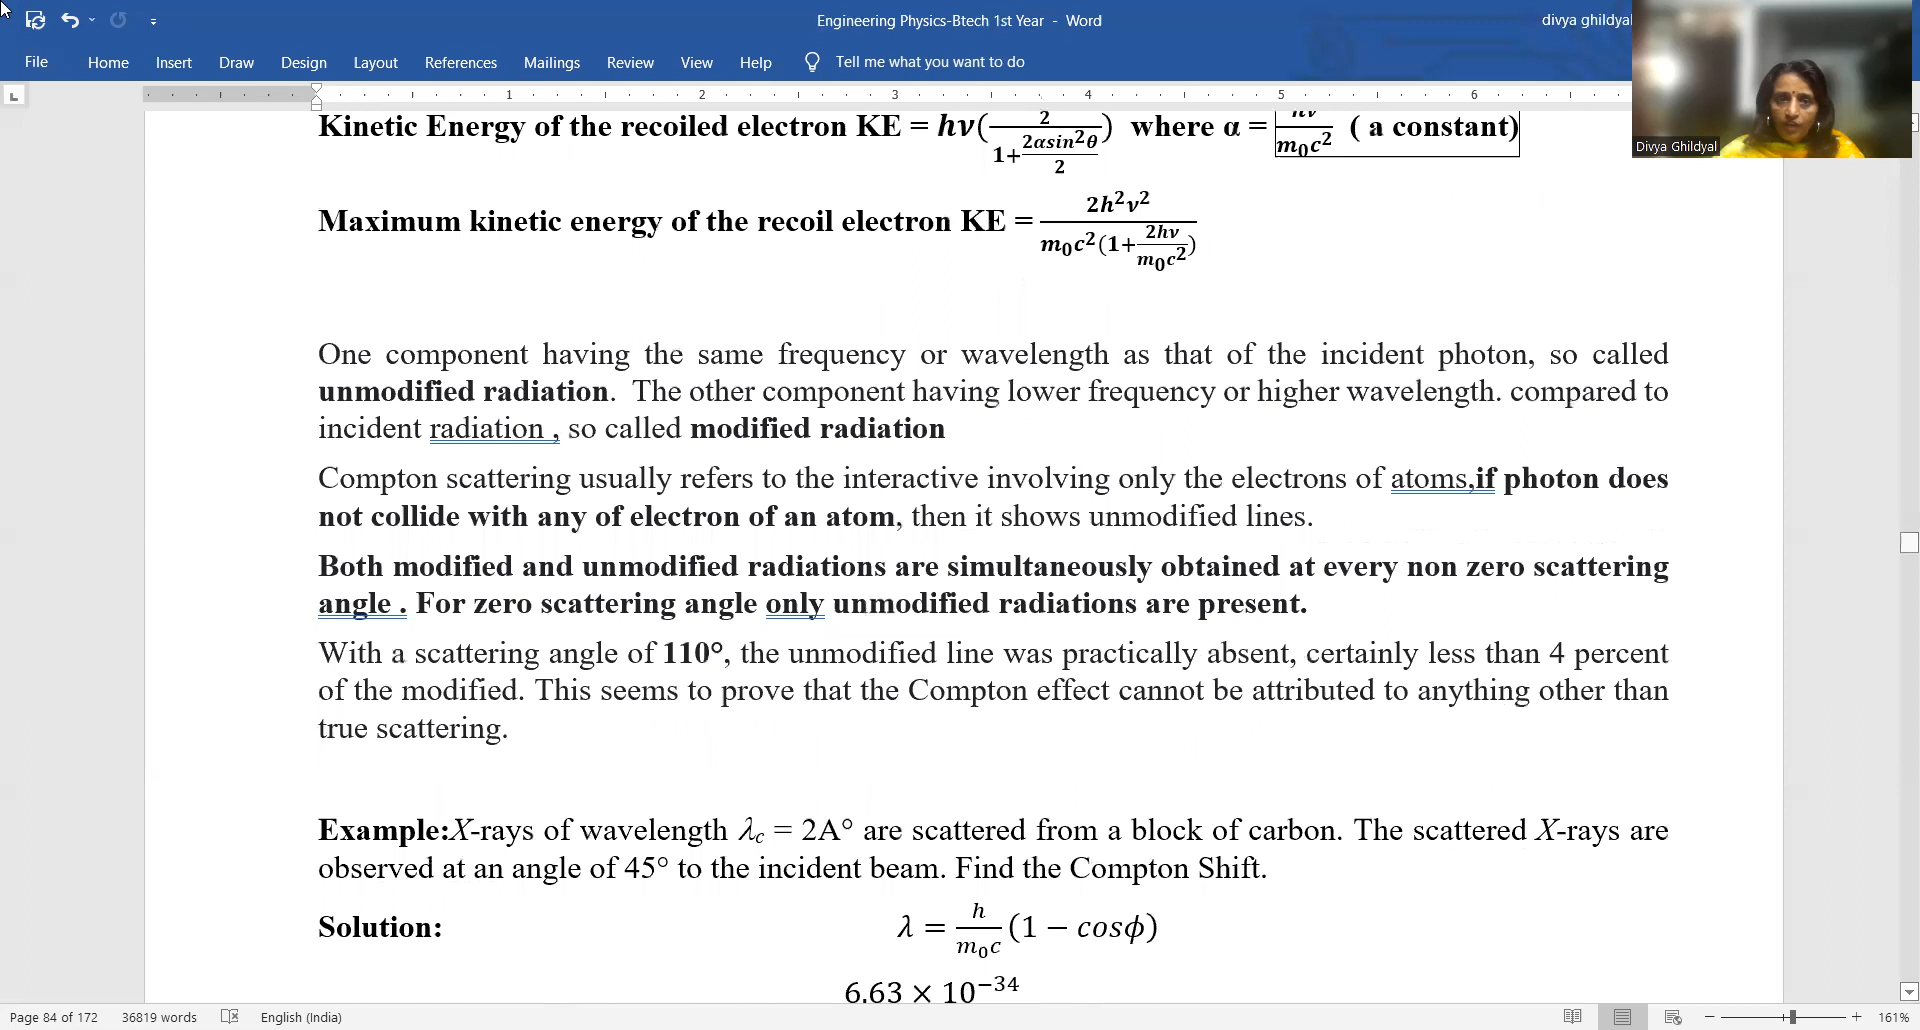 Engineering Physics-Btech 1st Year - Word
divya ghildyal
File Home Insert Draw Design Layout References Mailings Review View Help Tell me what you want to do
1 2 3 4 5 6
Divya Ghildyal
Kinetic Energy of the recoiled electron KE = hν(2/(1+2αsin²θ/2)) where α = hν/m₀c² ( a constant)
Maximum kinetic energy of the recoil electron KE = 2h²ν²/(m₀c²(1+2hν/m₀c²))
One component having the same frequency or wavelength as that of the incident photon, so called
unmodified radiation. The other component having lower frequency or higher wavelength. compared to
incident radiation , so called modified radiation
Compton scattering usually refers to the interactive involving only the electrons of atoms,if photon does
not collide with any of electron of an atom, then it shows unmodified lines.
Both modified and unmodified radiations are simultaneously obtained at every non zero scattering
angle . For zero scattering angle only unmodified radiations are present.
With a scattering angle of 110°, the unmodified line was practically absent, certainly less than 4 percent
of the modified. This seems to prove that the Compton effect cannot be attributed to anything other than
true scattering.
Example:X-rays of wavelength λc = 2A° are scattered from a block of carbon. The scattered X-rays are
observed at an angle of 45° to the incident beam. Find the Compton Shift.
Solution: λ = h/m₀c (1 − cosϕ)
6.63 × 10⁻³⁴
Page 84 of 172 36819 words English (India) 161%